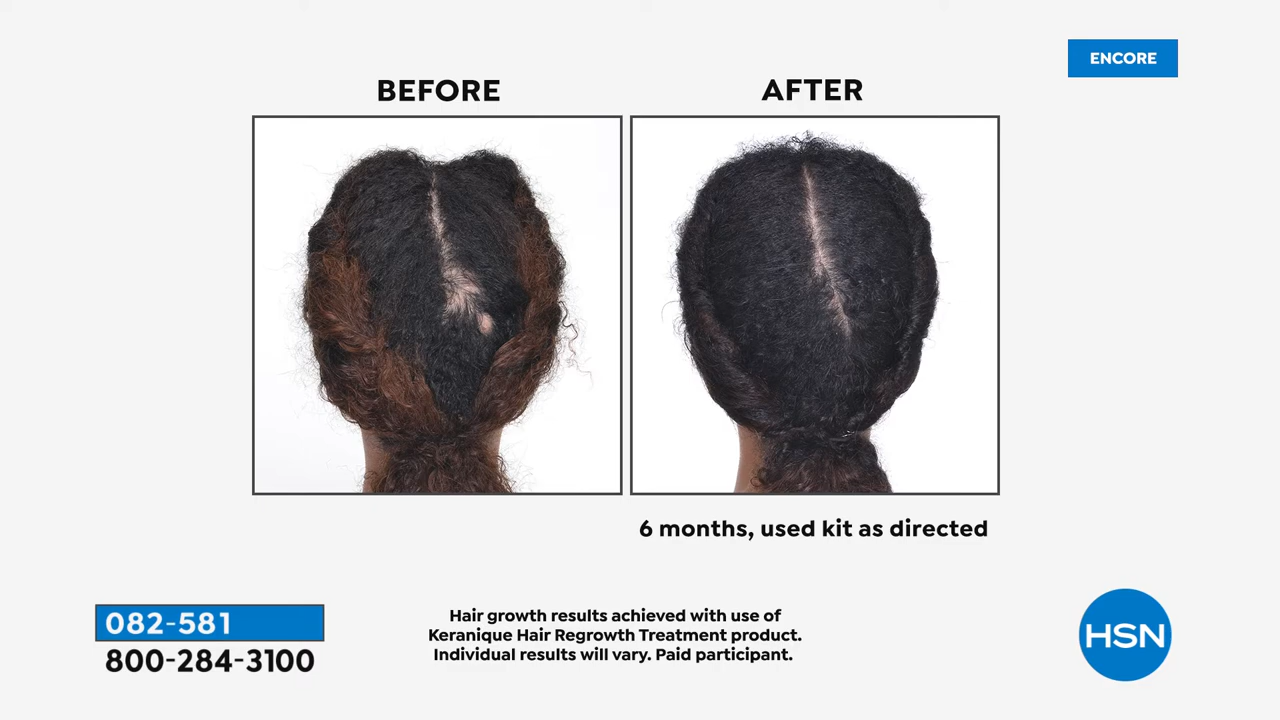 ENCORE
BEFORE
AFTER
6 months, used kit as directed
082-581
800-284-3100
Hair growth results achieved with use of
Keranique Hair Regrowth Treatment product.
Individual results will vary. Paid participant.
HSN